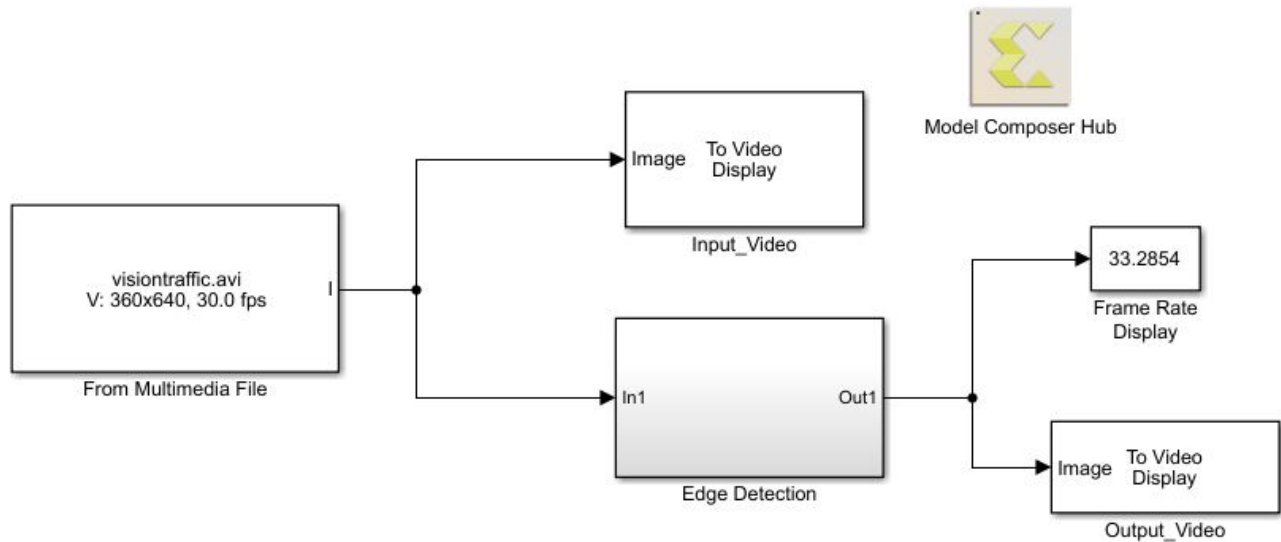 Model Composer Hub
Image
To Video
Display
Input_Video
visiontraffic.avi
V: 360x640, 30.0 fps
I
From Multimedia File
33.2854
Frame Rate
Display
In1
Out1
Edge Detection
Image
To Video
Display
Output_Video